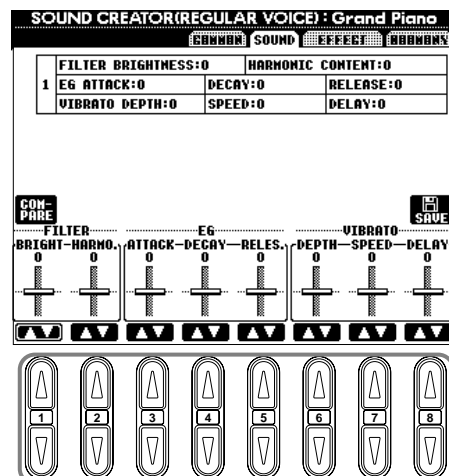 SOUND CREATOR(REGULAR VOICE) : Grand Piano
COMMON SOUND EFFECT HARMONY
FILTER BRIGHTNESS:0 HARMONIC CONTENT:0
1 EG ATTACK:0 DECAY:0 RELEASE:0
VIBRATO DEPTH:0 SPEED:0 DELAY:0
COM-
PARE
SAVE
FILTER EG VIBRATO
BRIGHT-HARMO. ATTACK-DECAY-RELES. DEPTH-SPEED-DELAY
0 0 0 0 0 0 0 0
1 2 3 4 5 6 7 8